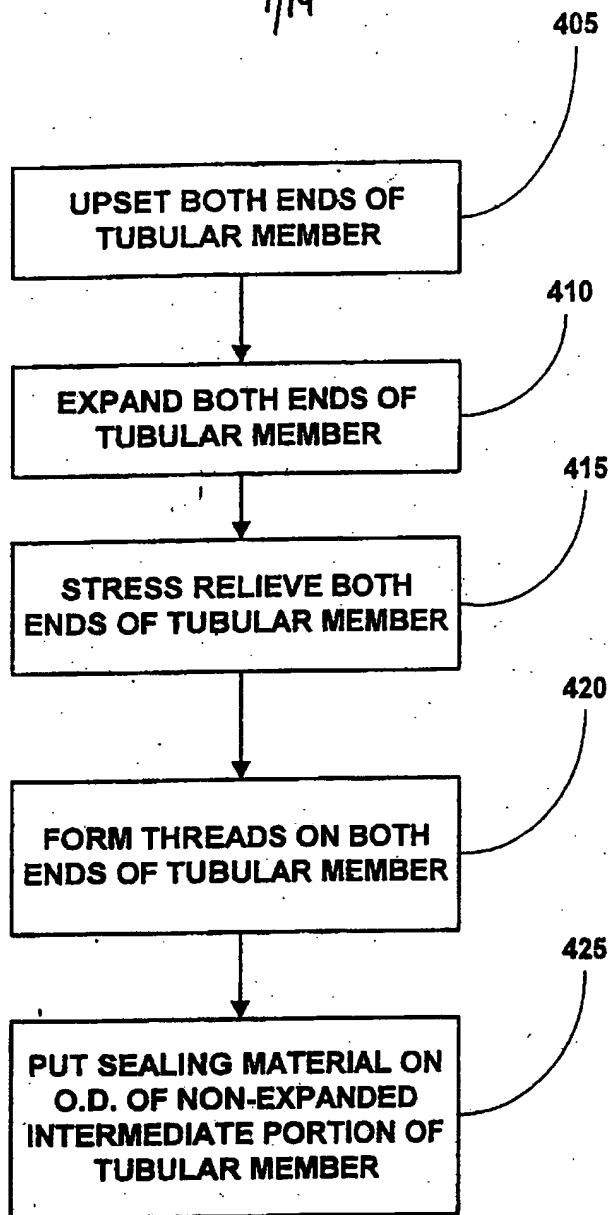 7/19
405
UPSET BOTH ENDS OF
TUBULAR MEMBER
410
EXPAND BOTH ENDS OF
TUBULAR MEMBER
415
STRESS RELIEVE BOTH
ENDS OF TUBULAR MEMBER
420
FORM THREADS ON BOTH
ENDS OF TUBULAR MEMBER
425
PUT SEALING MATERIAL ON
O.D. OF NON-EXPANDED
INTERMEDIATE PORTION OF
TUBULAR MEMBER